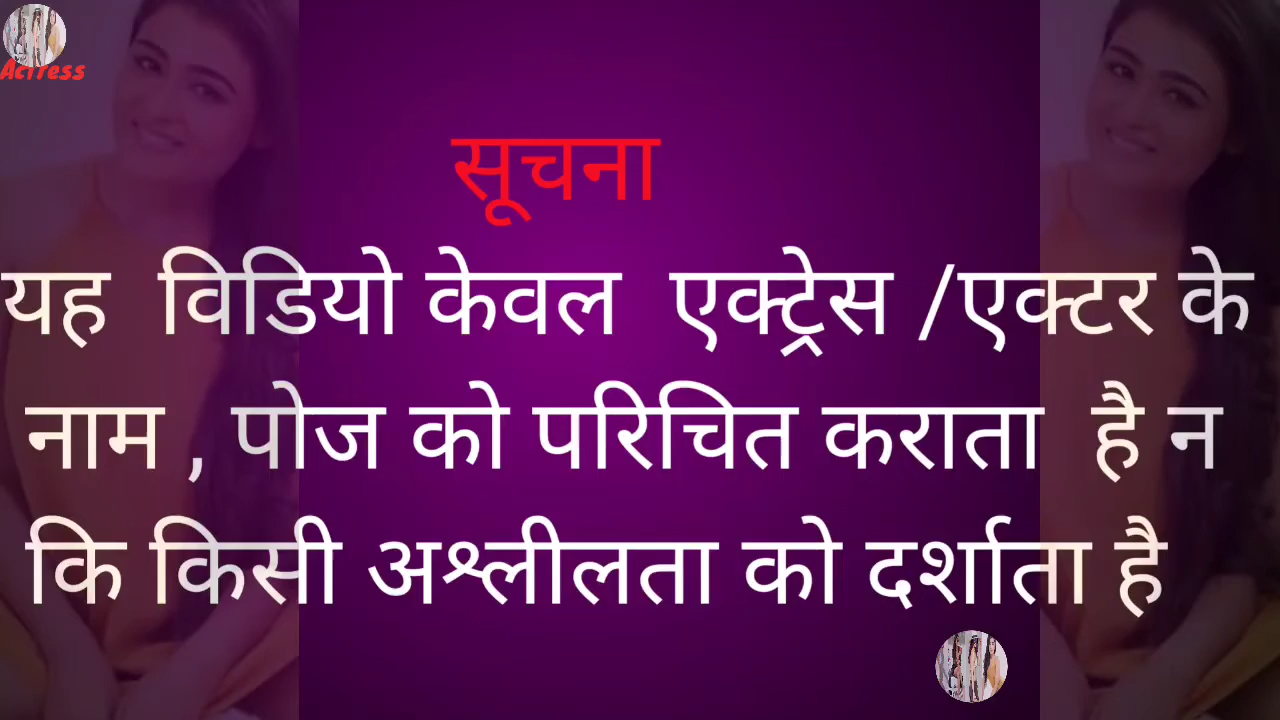 Actress
सूचना
यह विडियो केवल एक्ट्रेस /एक्टर के
नाम , पोज को परिचित कराता है न
कि किसी अश्लीलता को दर्शाता है